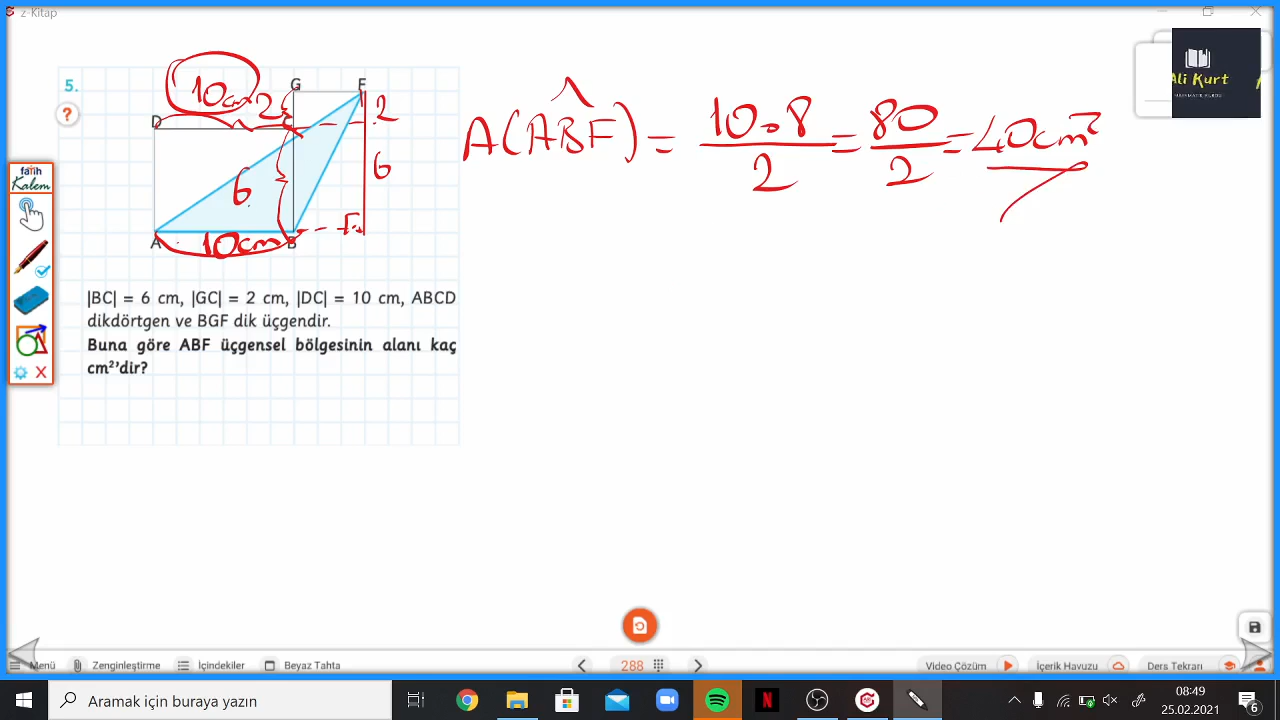 z-Kitap
Ali Kurt
5.
?
10cm
2
G
F
2
D
6
6
A
10cm
B
A(ABF) = 10.8/2 = 80/2 = 40cm²
fatih
Kalem
|BC| = 6 cm, |GC| = 2 cm, |DC| = 10 cm, ABCD
dikdörtgen ve BGF dik üçgendir.
Buna göre ABF üçgensel bölgesinin alanı kaç
cm²'dir?
Menü
Zenginleştirme
İçindekiler
Beyaz Tahta
288
Video Çözüm
İçerik Havuzu
Ders Tekrarı
Aramak için buraya yazın
08:49
25.02.2021
6